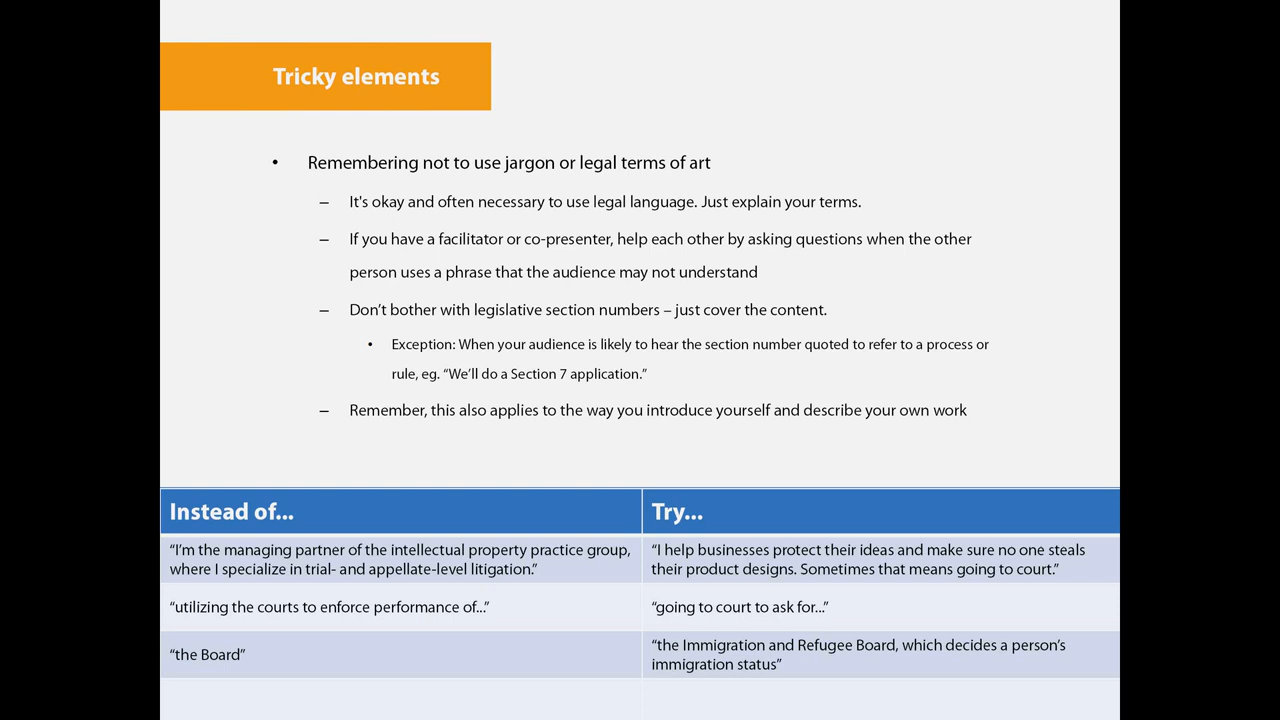 Tricky elements
• Remembering not to use jargon or legal terms of art
– It's okay and often necessary to use legal language. Just explain your terms.
– If you have a facilitator or co-presenter, help each other by asking questions when the other
person uses a phrase that the audience may not understand
– Don’t bother with legislative section numbers – just cover the content.
• Exception: When your audience is likely to hear the section number quoted to refer to a process or
rule, eg. “We’ll do a Section 7 application.”
– Remember, this also applies to the way you introduce yourself and describe your own work
Instead of...
Try...
“I’m the managing partner of the intellectual property practice group,
where I specialize in trial- and appellate-level litigation.”
“I help businesses protect their ideas and make sure no one steals
their product designs. Sometimes that means going to court.”
“utilizing the courts to enforce performance of...”
“going to court to ask for...”
“the Board”
“the Immigration and Refugee Board, which decides a person’s
immigration status”